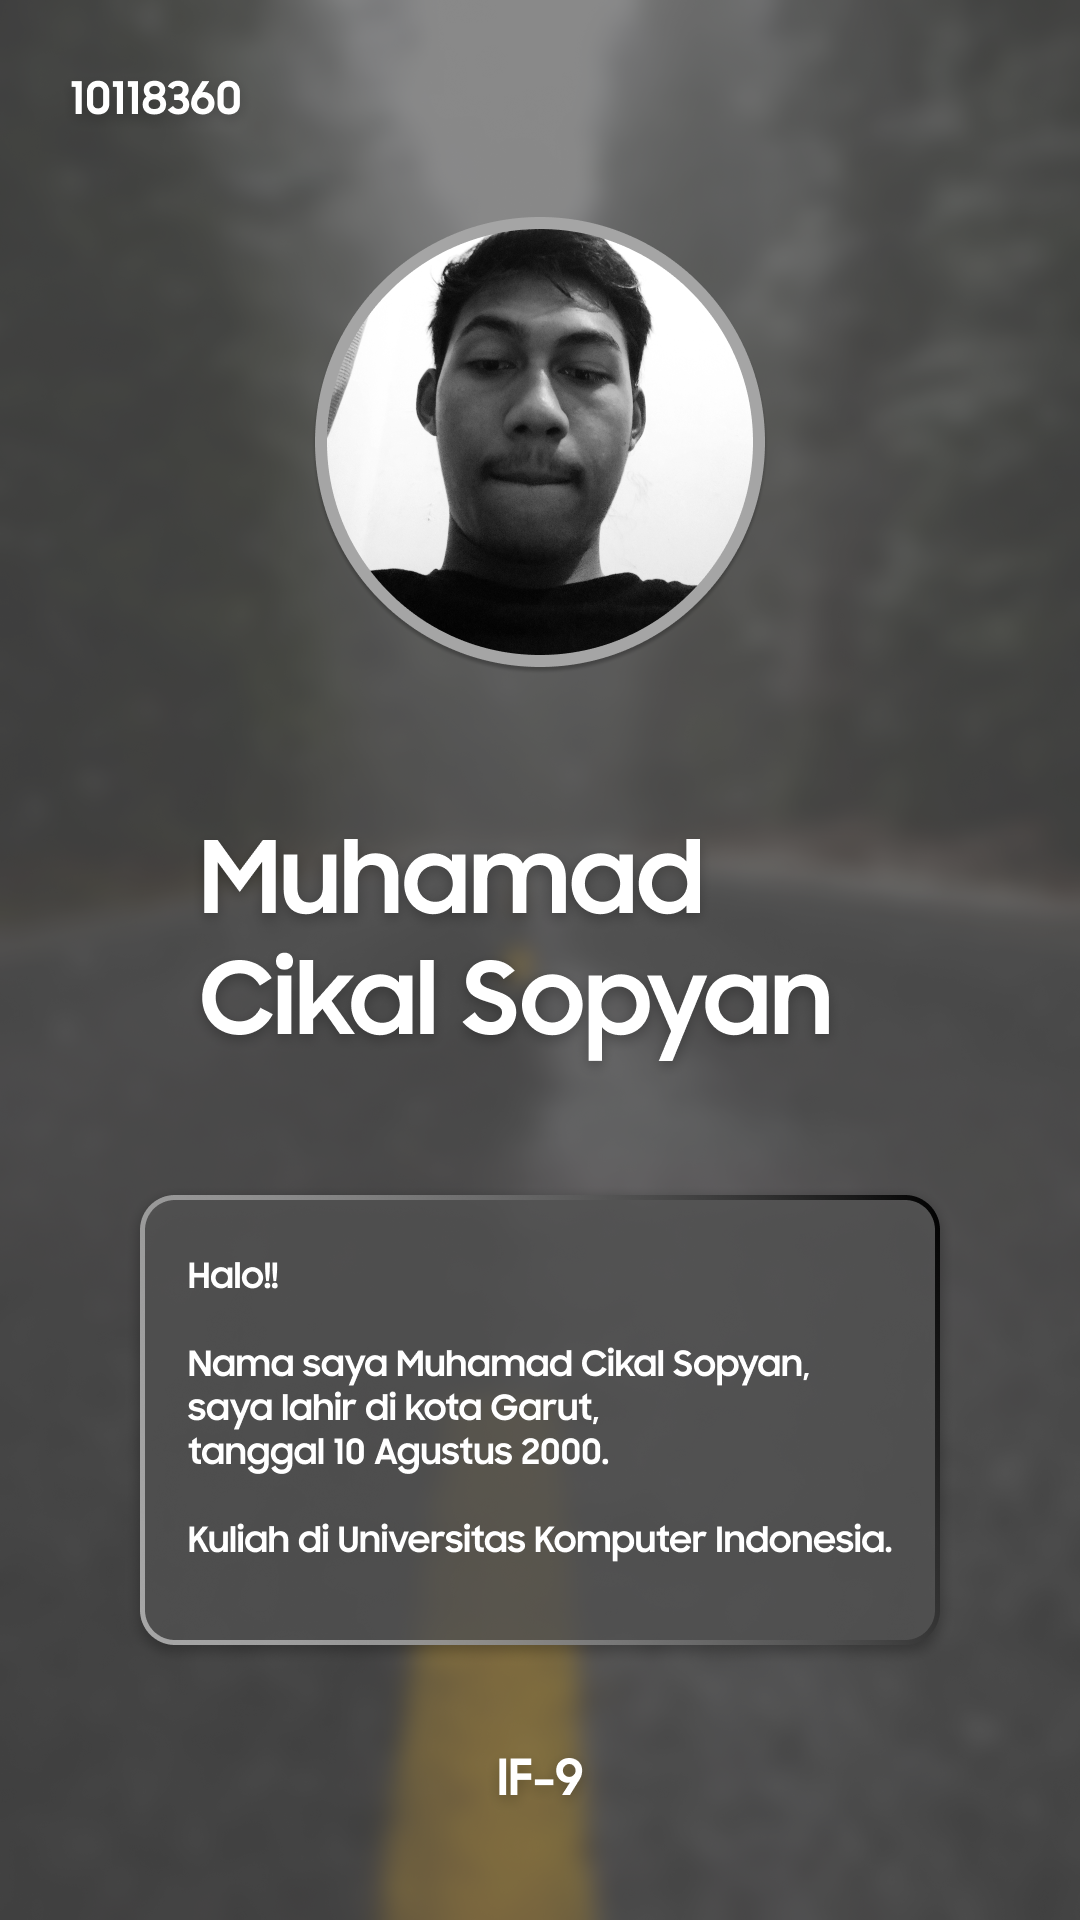 10118360
Muhamad
Cikal Sopyan
Halo!!
Nama saya Muhamad Cikal Sopyan,
saya lahir di kota Garut,
tanggal 10 Agustus 2000.
Kuliah di Universitas Komputer Indonesia.
IF-9